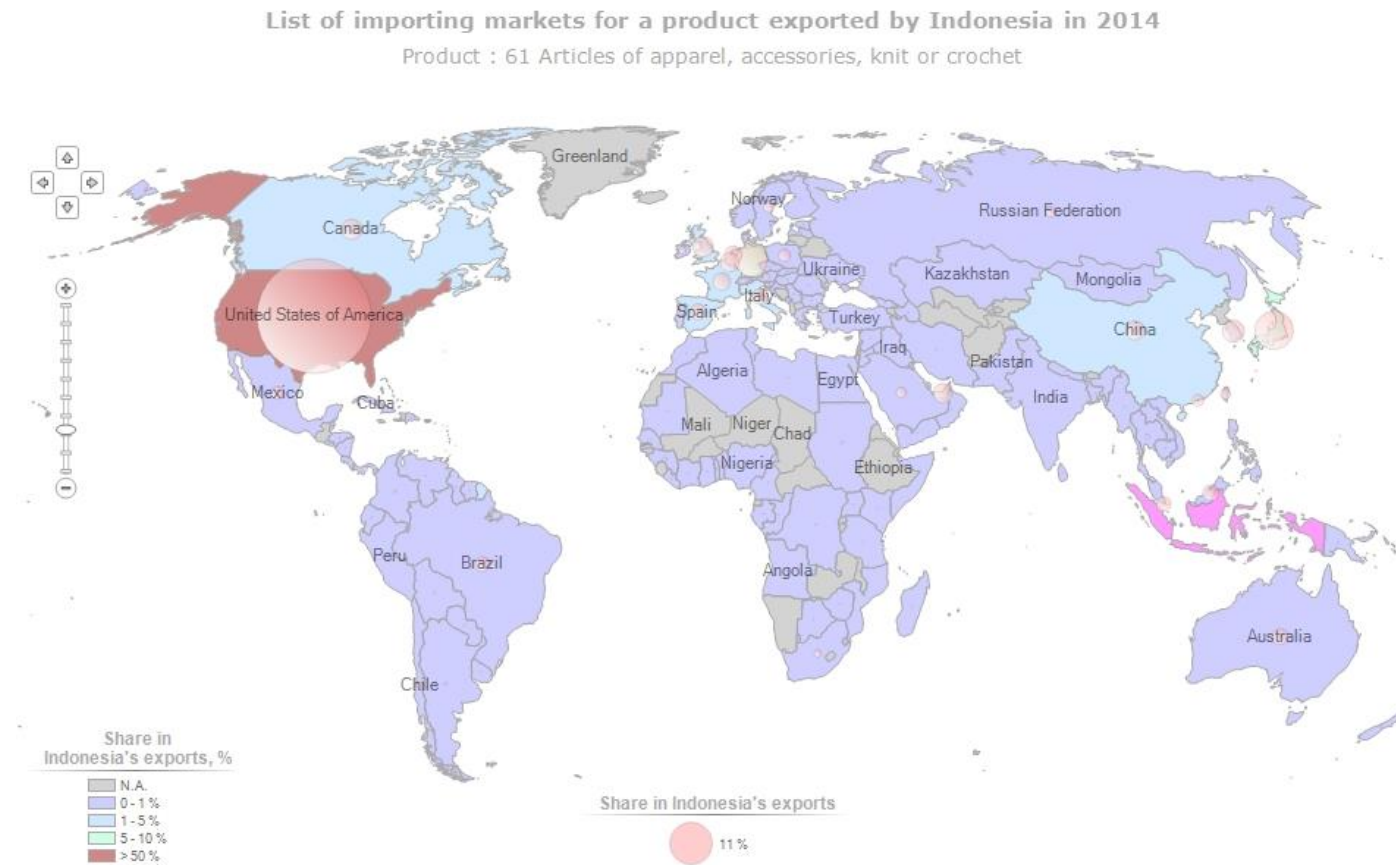 List of importing markets for a product exported by Indonesia in 2014
Product : 61 Articles of apparel, accessories, knit or crochet
Greenland
Norway
Russian Federation
Canada
Ukraine
Kazakhstan
Mongolia
Italy
United States of America
Spain
Turkey
China
Iraq
Pakistan
Algeria
Egypt
Mexico
Cuba
India
Mali
Niger
Chad
Nigeria
Ethiopia
Peru
Brazil
Angola
Australia
Chile
Share in
Indonesia's exports, %
N.A.
0 - 1 %
1 - 5 %
5 - 10 %
> 50 %
Share in Indonesia's exports
11 %